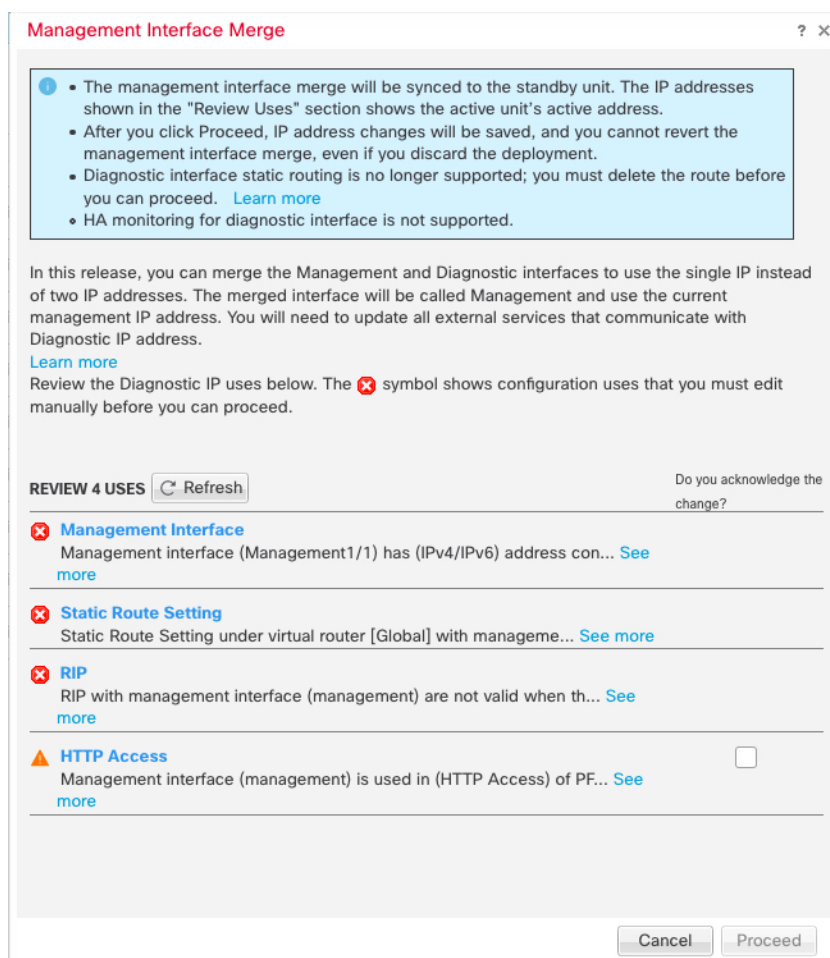 Management Interface Merge
? ×
• The management interface merge will be synced to the standby unit. The IP addresses
shown in the "Review Uses" section shows the active unit's active address.
• After you click Proceed, IP address changes will be saved, and you cannot revert the
management interface merge, even if you discard the deployment.
• Diagnostic interface static routing is no longer supported; you must delete the route before
you can proceed. Learn more
• HA monitoring for diagnostic interface is not supported.
In this release, you can merge the Management and Diagnostic interfaces to use the single IP instead
of two IP addresses. The merged interface will be called Management and use the current
management IP address. You will need to update all external services that communicate with
Diagnostic IP address.
Learn more
Review the Diagnostic IP uses below. The symbol shows configuration uses that you must edit
manually before you can proceed.
REVIEW 4 USES Refresh
Do you acknowledge the
change?
Management Interface
Management interface (Management1/1) has (IPv4/IPv6) address con... See
more
Static Route Setting
Static Route Setting under virtual router [Global] with manageme... See more
RIP
RIP with management interface (management) are not valid when th... See
more
HTTP Access
Management interface (management) is used in (HTTP Access) of PF... See
more
Cancel
Proceed